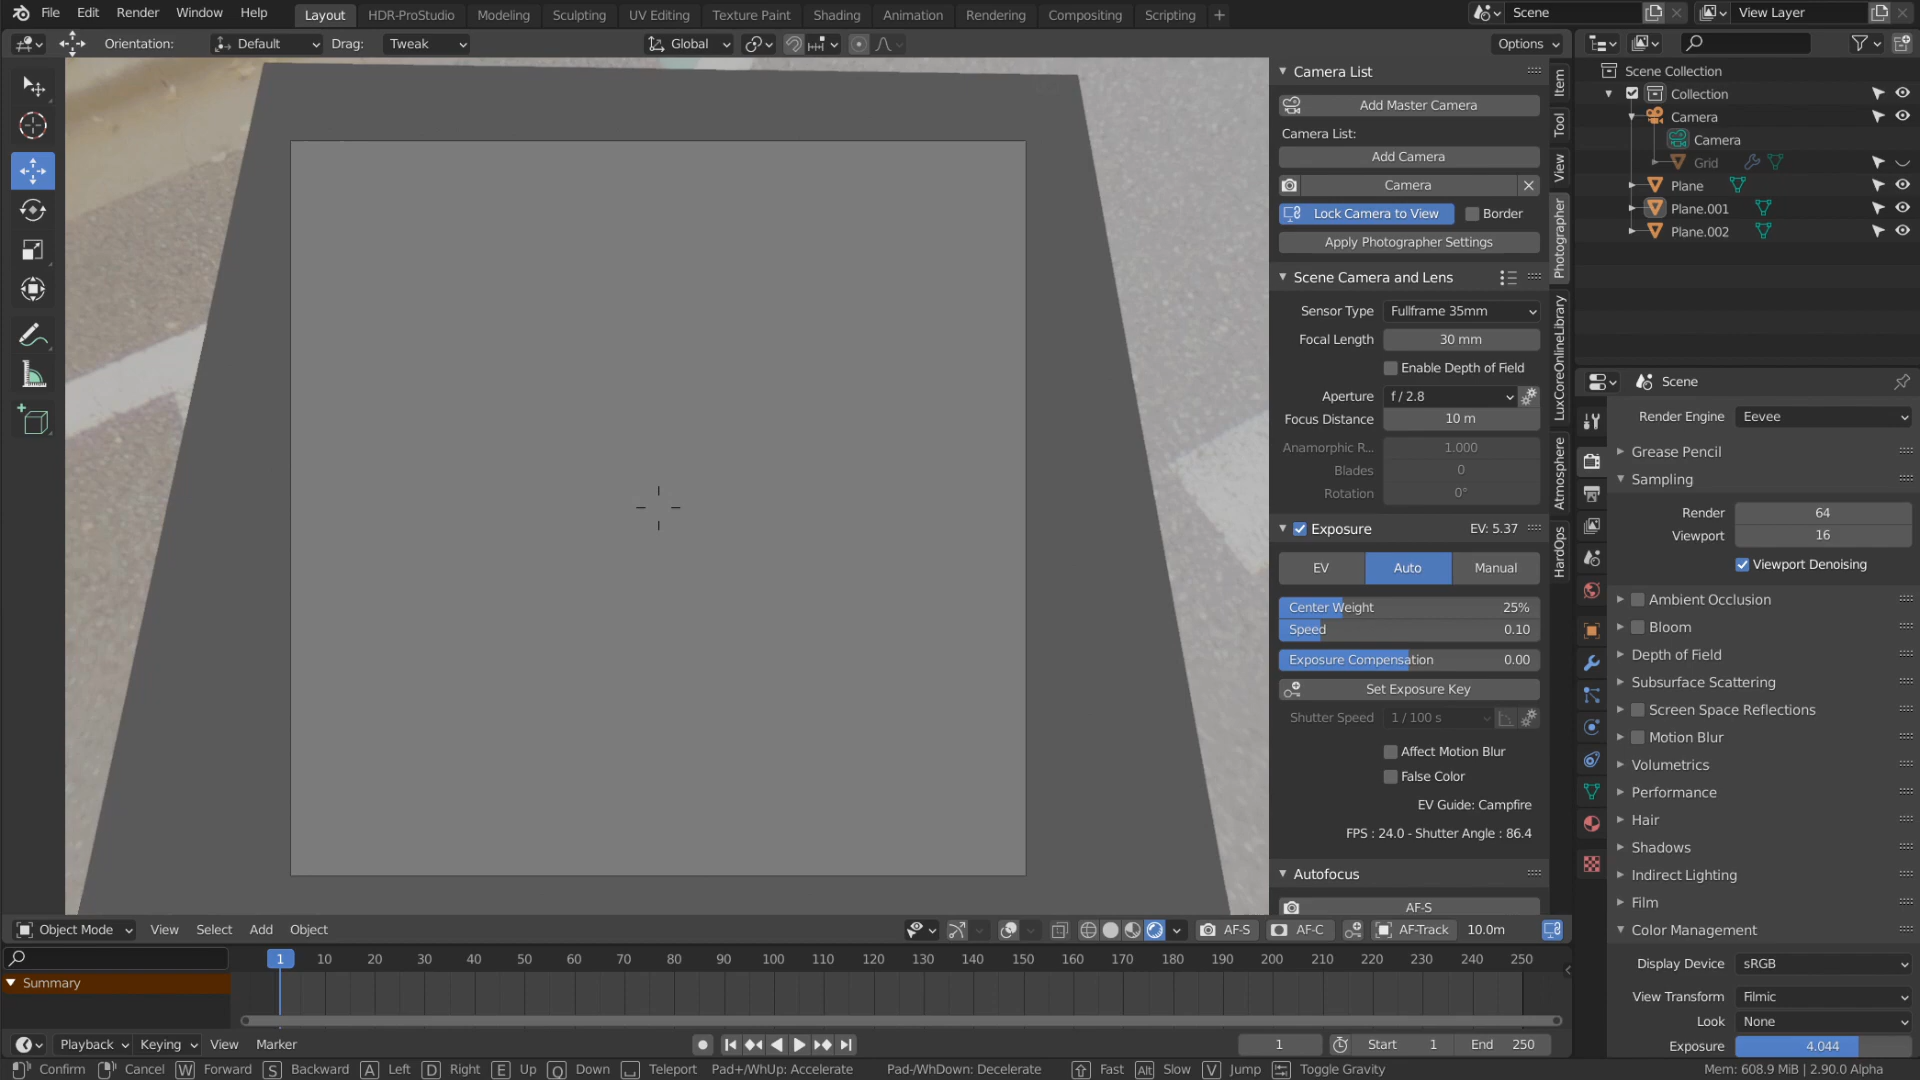 File Edit Render Window Help Layout HDR-ProStudio Modeling Sculpting UV Editing Texture Paint Shading Animation Rendering Compositing Scripting + Scene View Layer
Orientation: Default Drag: Tweak Global Options
Camera List
Add Master Camera
Camera List:
Add Camera
Camera
Lock Camera to View Border
Apply Photographer Settings
Scene Camera and Lens
Sensor Type Fullframe 35mm
Focal Length 30 mm
Enable Depth of Field
Aperture f / 2.8
Focus Distance 10 m
Anamorphic R... 1.000
Blades 0
Rotation 0°
Exposure EV: 5.37
EV Auto Manual
Center Weight 25%
Speed 0.10
Exposure Compensation 0.00
Set Exposure Key
Shutter Speed 1 / 100 s
Affect Motion Blur
False Color
EV Guide: Campfire
FPS : 24.0 - Shutter Angle : 86.4
Autofocus
AF-S
Item
Tool
View
Photographer
LuxCoreOnlineLibrary
Atmosphere
HardOps
Scene Collection
Collection
Camera
Camera
Grid
Plane
Plane.001
Plane.002
Scene
Render Engine Eevee
Grease Pencil
Sampling
Render 64
Viewport 16
Viewport Denoising
Ambient Occlusion
Bloom
Depth of Field
Subsurface Scattering
Screen Space Reflections
Motion Blur
Volumetrics
Performance
Hair
Shadows
Indirect Lighting
Film
Color Management
Display Device sRGB
View Transform Filmic
Look None
Exposure 4.044
Object Mode View Select Add Object AF-S AF-C AF-Track 10.0m
1 10 20 30 40 50 60 70 80 90 100 110 120 130 140 150 160 170 180 190 200 210 220 230 240 250
Summary
Playback Keying View Marker 1 Start 1 End 250
Confirm Cancel W Forward S Backward A Left D Right E Up Q Down Teleport Pad+/WhUp: Accelerate Pad-/WhDown: Decelerate Fast Alt Slow V Jump Toggle Gravity Mem: 608.9 MiB | 2.90.0 Alpha